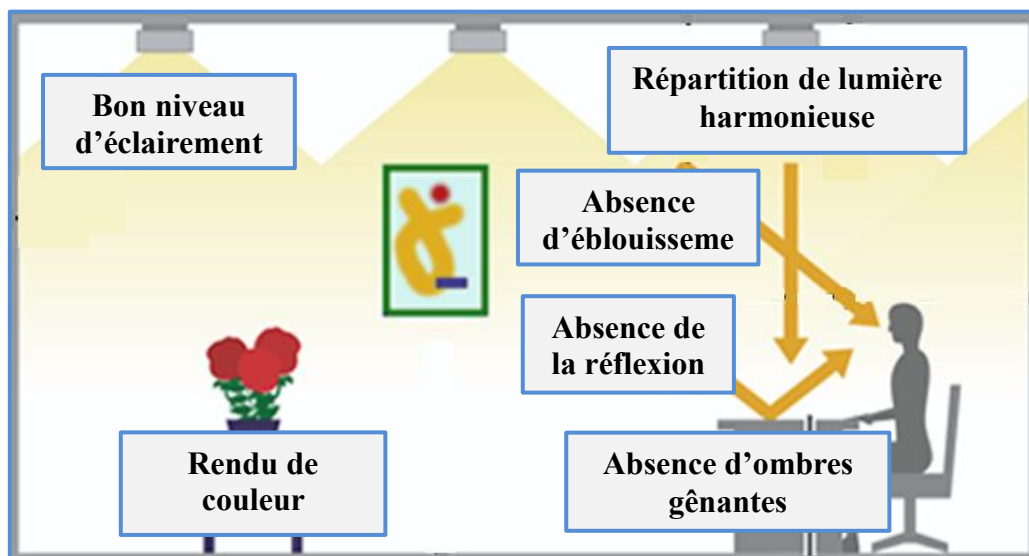 Bon niveau
d’éclairement
Répartition de lumière
harmonieuse
Absence
d’éblouisseme
Absence de
la réflexion
Rendu de
couleur
Absence d’ombres
gênantes